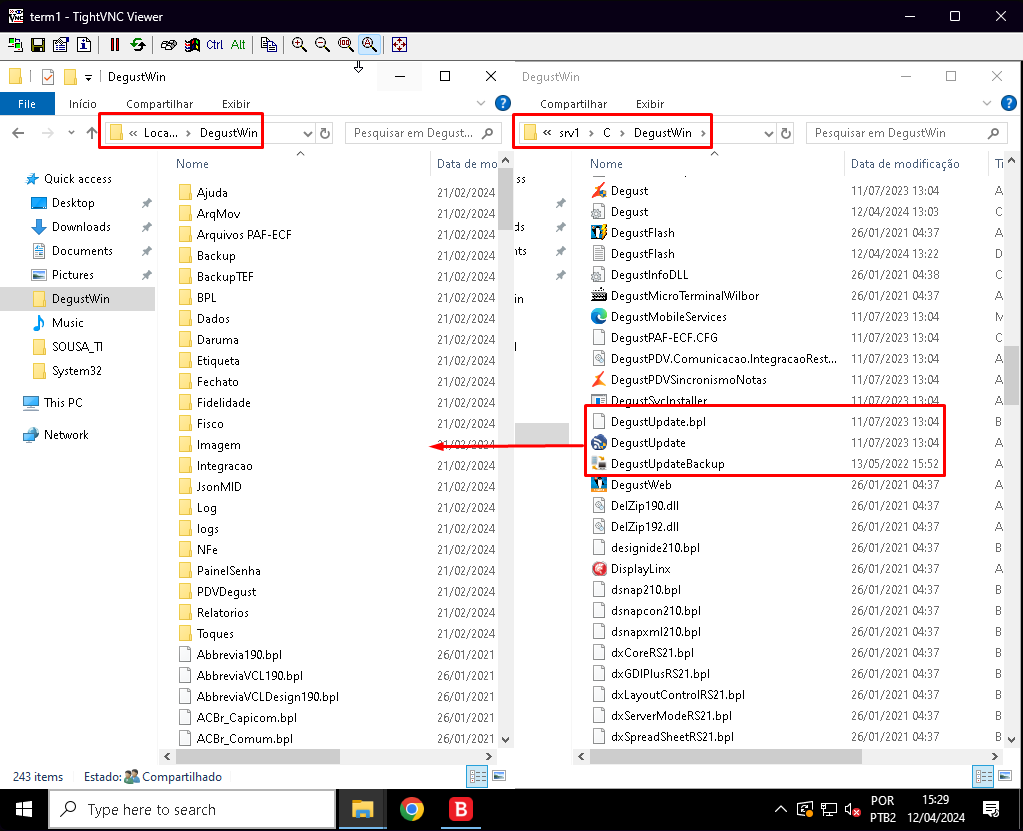 term1 - TightVNC Viewer
Ctrl Alt
DegustWin
File Início Compartilhar Exibir
« Loca... › DegustWin
Pesquisar em Degust...
Nome Data de mo
Quick access
Desktop
Downloads
Documents
Pictures
DegustWin
Music
SOUSA_TI
System32
This PC
Network
Ajuda 21/02/2024
ArqMov 21/02/2024
Arquivos PAF-ECF 21/02/2024
Backup 21/02/2024
BackupTEF 21/02/2024
BPL 21/02/2024
Dados 21/02/2024
Daruma 21/02/2024
Etiqueta 21/02/2024
Fechato 21/02/2024
Fidelidade 21/02/2024
Fisco 21/02/2024
Imagem 21/02/2024
Integracao 21/02/2024
JsonMID 21/02/2024
Log 21/02/2024
logs 21/02/2024
NFe 21/02/2024
PainelSenha 21/02/2024
PDVDegust 21/02/2024
Relatorios 21/02/2024
Toques 21/02/2024
Abbrevia190.bpl 26/01/2021
AbbreviaVCL190.bpl 26/01/2021
AbbreviaVCLDesign190.bpl 26/01/2021
ACBr_Capicom.bpl 26/01/2021
ACBr_Comum.bpl 26/01/2021
243 items Estado: Compartilhado
DegustWin
Compartilhar Exibir
« srv1 › C › DegustWin ›
Pesquisar em DegustWin
Nome Data de modificação Ti
ss
ds
nts
in
Degust 11/07/2023 13:04 A
Degust 12/04/2024 13:03 C
DegustFlash 26/01/2021 04:37 A
DegustFlash 12/04/2024 13:22 D
DegustInfoDLL 26/01/2021 04:38 C
DegustMicroTerminalWilbor 26/01/2021 04:37 A
DegustMobileServices 11/07/2023 13:04 M
DegustPAF-ECF.CFG 11/07/2023 13:04 C
DegustPDV.Comunicacao.IntegracaoRest... 11/07/2023 13:04 A
DegustPDVSincronismoNotas 11/07/2023 13:04 A
DegustSvcInstaller 11/07/2023 13:04 A
DegustUpdate.bpl 11/07/2023 13:04 B
DegustUpdate 11/07/2023 13:04 A
DegustUpdateBackup 13/05/2022 15:52 A
DegustWeb 26/01/2021 04:37 A
DelZip190.dll 26/01/2021 04:37 A
DelZip192.dll 26/01/2021 04:37 A
designide210.bpl 26/01/2021 04:37 B
DisplayLinx 26/01/2021 04:37 A
dsnap210.bpl 26/01/2021 04:37 B
dsnapcon210.bpl 26/01/2021 04:37 B
dsnapxml210.bpl 26/01/2021 04:37 B
dxCoreRS21.bpl 26/01/2021 04:37 B
dxGDIPlusRS21.bpl 26/01/2021 04:37 B
dxLayoutControlRS21.bpl 26/01/2021 04:37 B
dxServerModeRS21.bpl 26/01/2021 04:37 B
dxSpreadSheetRS21.bpl 26/01/2021 04:37 B
Type here to search
B
POR
PTB2
15:29
12/04/2024